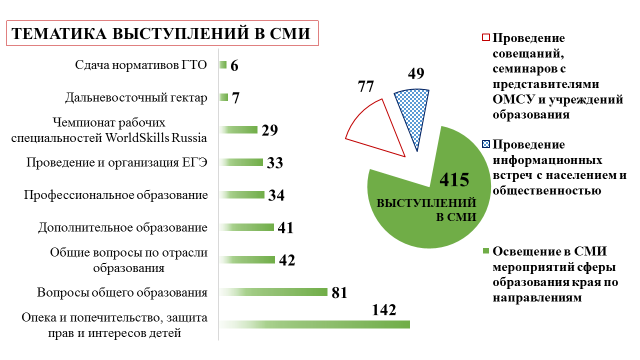 ТЕМАТИКА ВЫСТУПЛЕНИЙ В СМИ
Сдача нормативов ГТО 6
Дальневосточный гектар 7
Чемпионат рабочих
специальностей WorldSkills Russia 29
Проведение и организация ЕГЭ 33
Профессиональное образование 34
Дополнительное образование 41
Общие вопросы по отрасли
образования 42
Вопросы общего образования 81
Опека и попечительство, защита
прав и интересов детей 142
77
49
415
ВЫСТУПЛЕНИЙ
В СМИ
Проведение
совещаний,
семинаров с
представителями
ОМСУ и учреждений
образования
Проведение
информационных
встреч с населением и
общественностью
Освещение в СМИ
мероприятий сферы
образования края по
направлениям